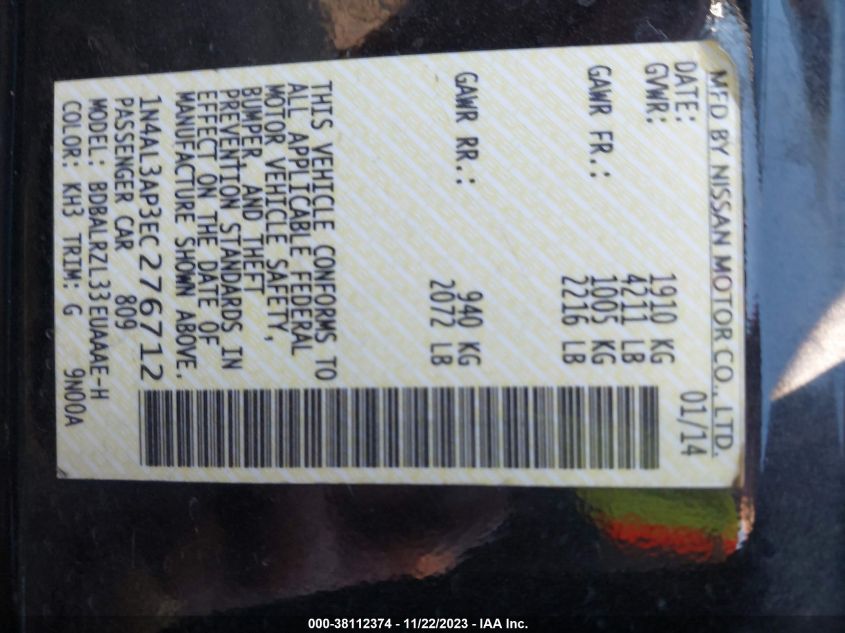 MFD BY NISSAN MOTOR CO., LTD.
DATE: 01/14
GVWR: 1910 KG
4211 LB
GAWR FR.: 1005 KG
2216 LB
GAWR RR.: 940 KG
2072 LB
THIS VEHICLE CONFORMS TO
ALL APPLICABLE FEDERAL
MOTOR VEHICLE SAFETY,
BUMPER, AND THEFT
PREVENTION STANDARDS IN
EFFECT ON THE DATE OF
MANUFACTURE SHOWN ABOVE.
1N4AL3AP3EC276712
PASSENGER CAR 809
MODEL: BDBALRZL33EUAAAE-H
COLOR: KH3 TRIM: G 9N00A
000-38112374 - 11/22/2023 - IAA Inc.